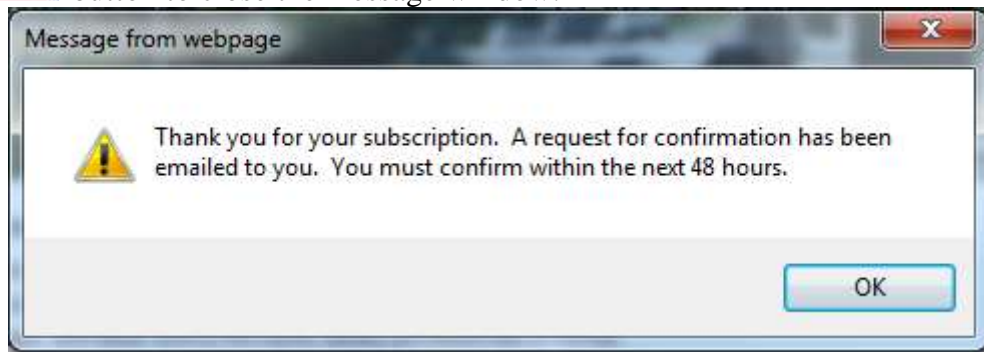 Message from webpage
Thank you for your subscription.  A request for confirmation has been
emailed to you.  You must confirm within the next 48 hours.
OK